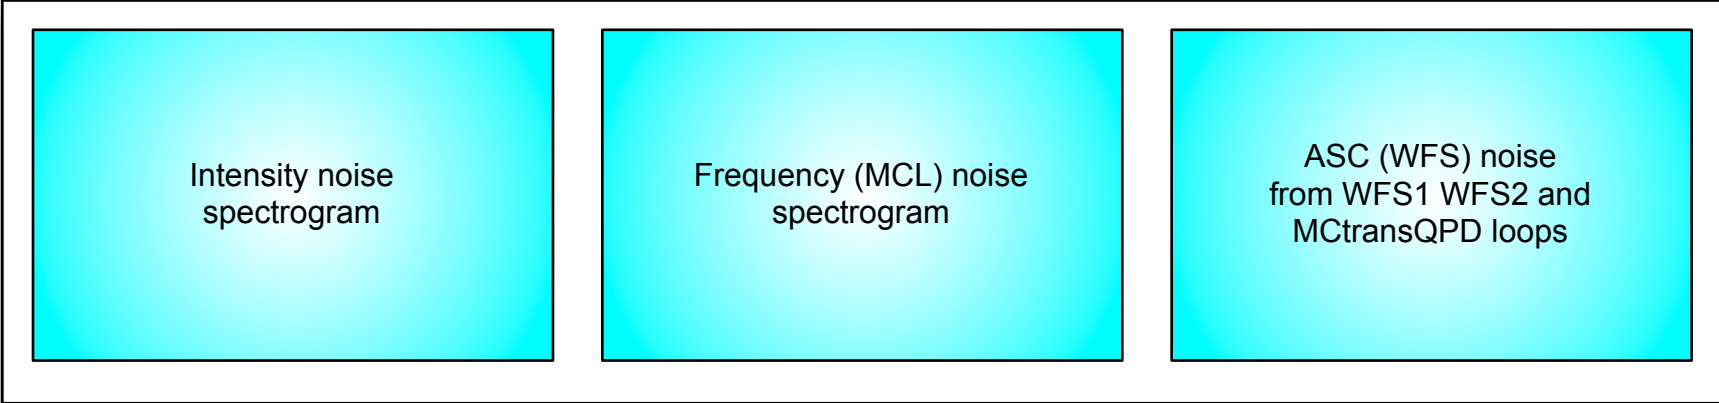 Intensity noise
spectrogram
Frequency (MCL) noise
spectrogram
ASC (WFS) noise
from WFS1 WFS2 and
MCtransQPD loops